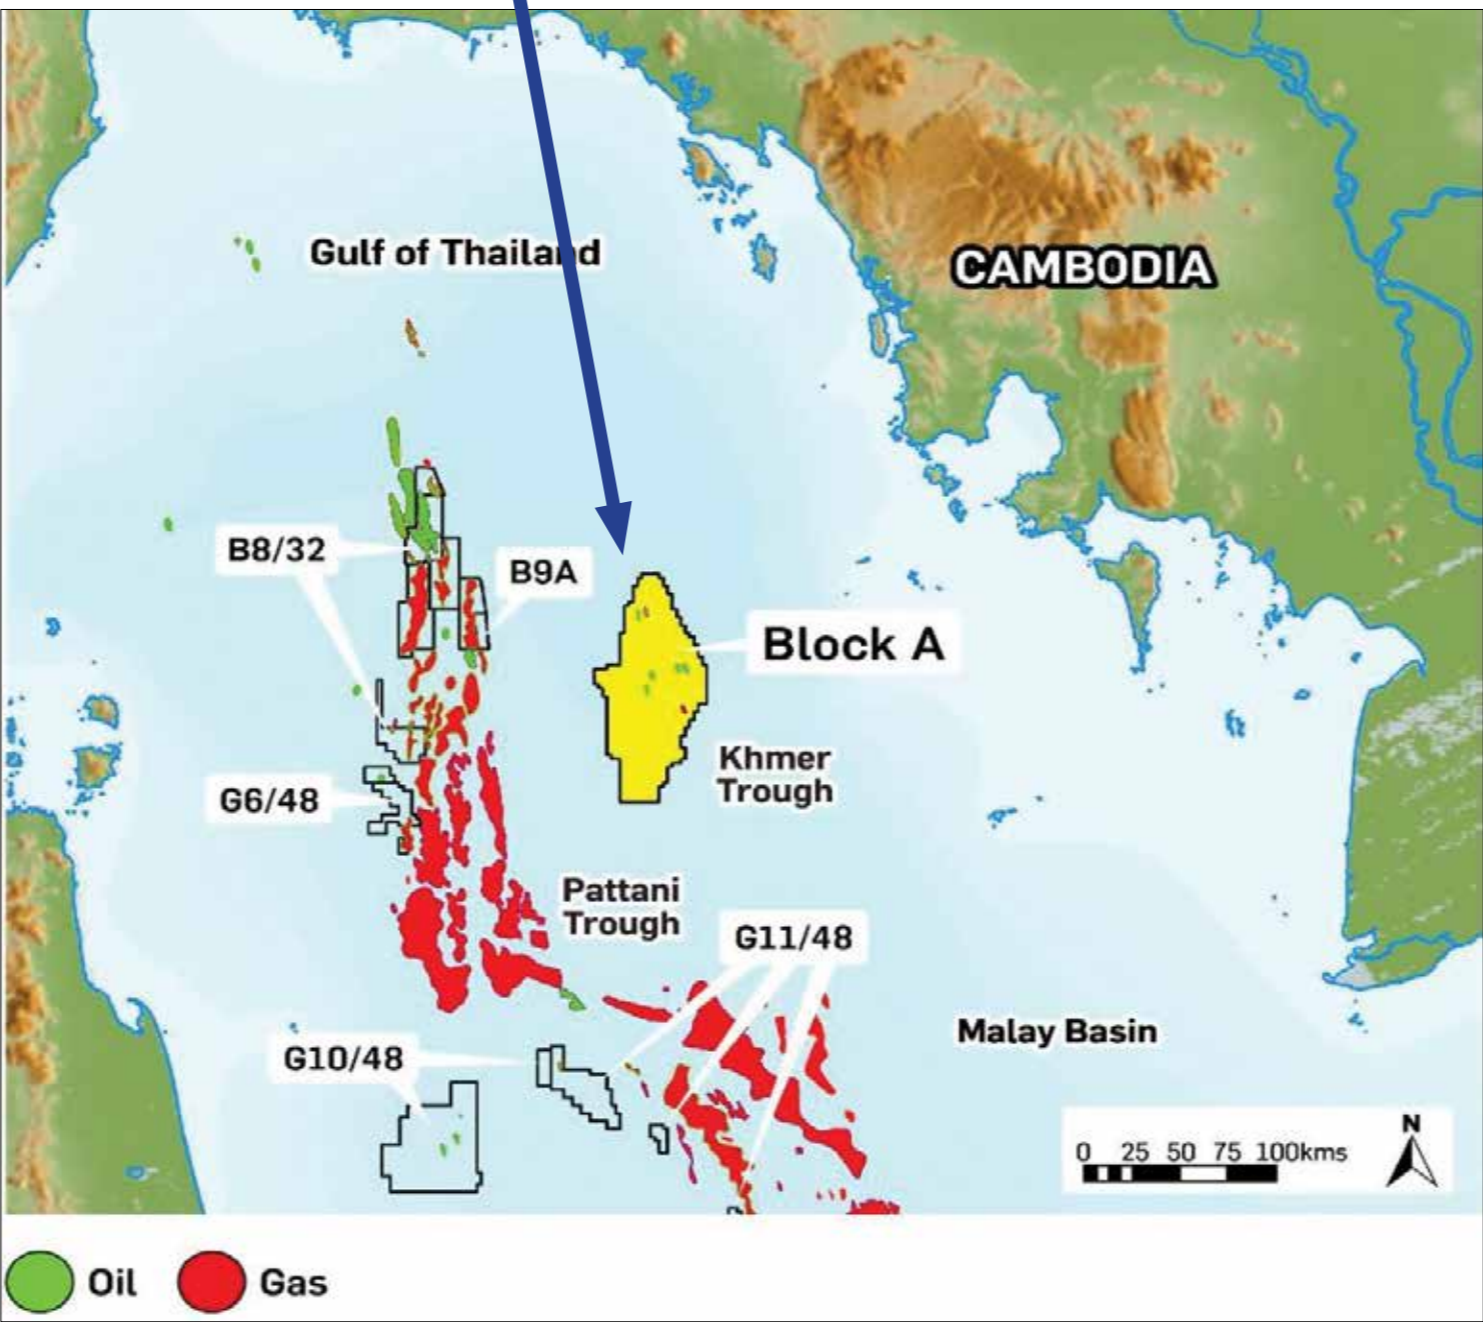 Gulf of Thailand
CAMBODIA
B8/32
B9A
Block A
Khmer
Trough
G6/48
Pattani
Trough
G11/48
Malay Basin
G10/48
N
0 25 50 75 100kms
Oil
Gas